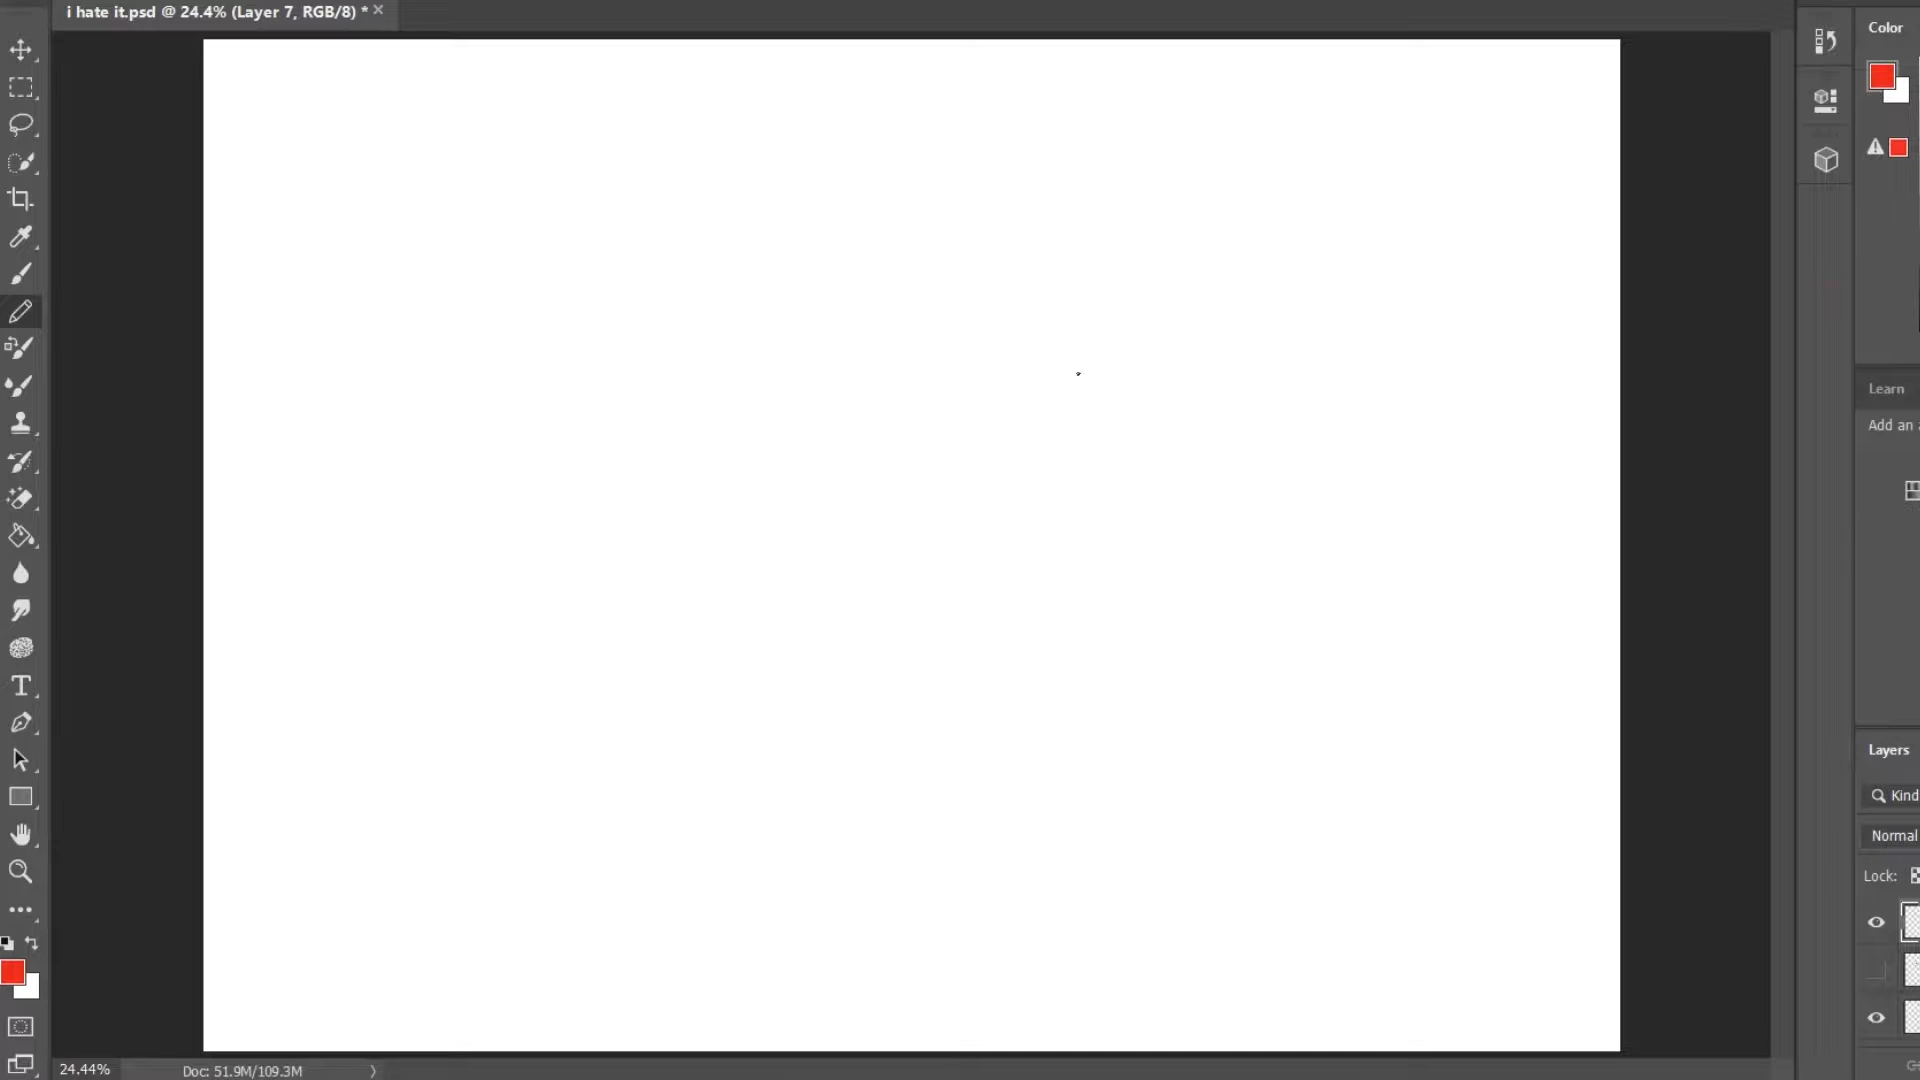 i hate it.psd @ 24.4% (Layer 7, RGB/8) *
Color
Learn
Add an
Layers
Kind
Normal
Lock:
24.44%
Doc: 51.9M/109.3M